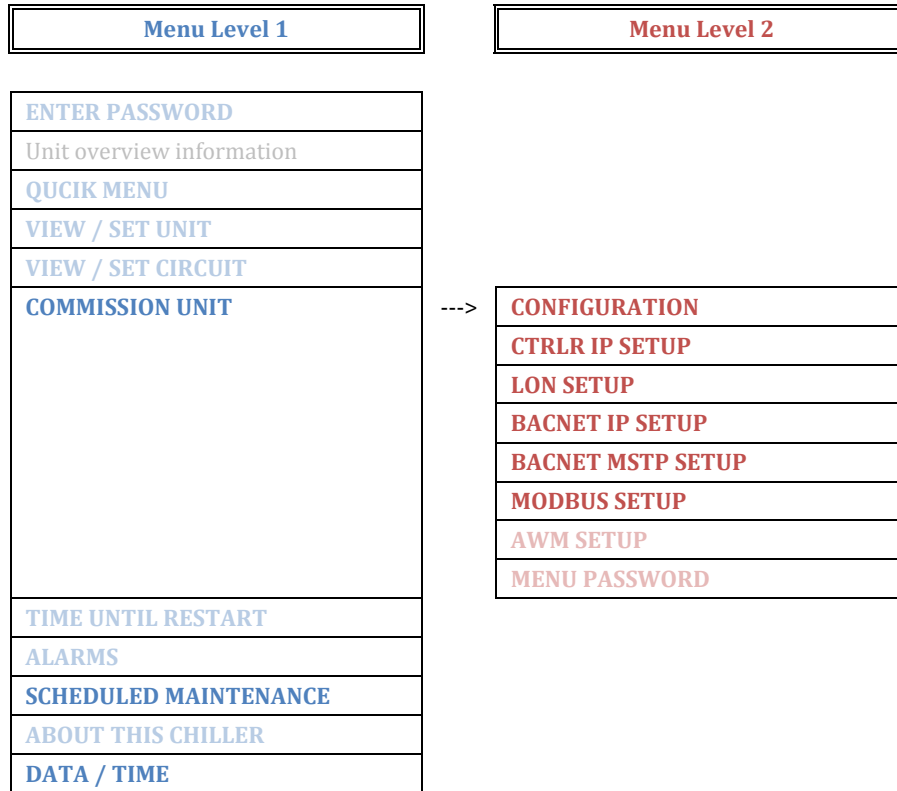 Menu Level 1
Menu Level 2
ENTER PASSWORD
Unit overview information
QUCIK MENU
VIEW / SET UNIT
VIEW / SET CIRCUIT
COMMISSION UNIT
--->
CONFIGURATION
CTRLR IP SETUP
LON SETUP
BACNET IP SETUP
BACNET MSTP SETUP
MODBUS SETUP
AWM SETUP
MENU PASSWORD
TIME UNTIL RESTART
ALARMS
SCHEDULED MAINTENANCE
ABOUT THIS CHILLER
DATA / TIME